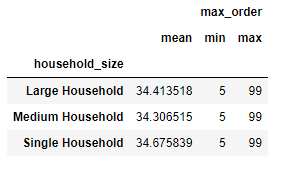 max_order
mean min max
household_size
Large Household 34.413518 5 99
Medium Household 34.306515 5 99
Single Household 34.675839 5 99